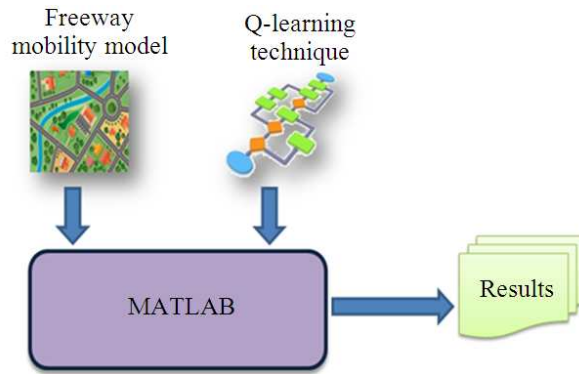 Freeway
mobility model
Q-learning
technique
MATLAB
Results